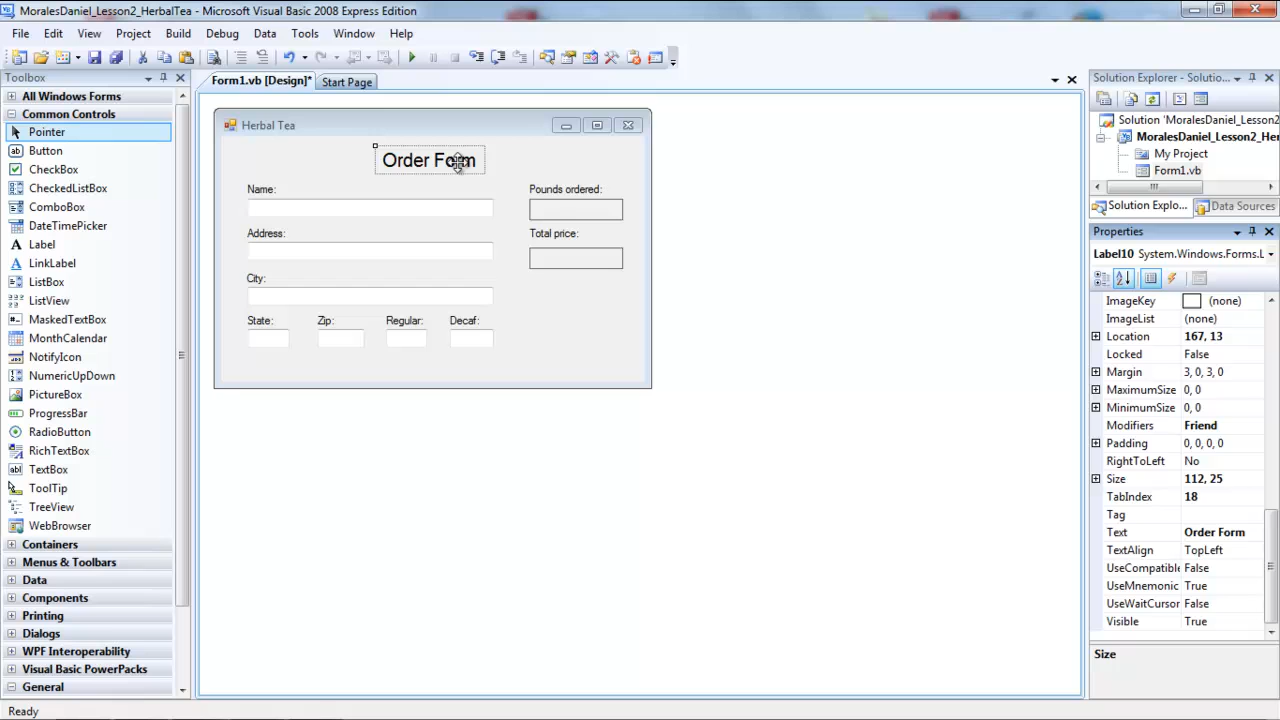 MoralesDaniel_Lesson2_HerbalTea - Microsoft Visual Basic 2008 Express Edition
File Edit View Project Build Debug Data Tools Window Help
Toolbox
All Windows Forms
Common Controls
Pointer
Button
CheckBox
CheckedListBox
ComboBox
DateTimePicker
Label
LinkLabel
ListBox
ListView
MaskedTextBox
MonthCalendar
NotifyIcon
NumericUpDown
PictureBox
ProgressBar
RadioButton
RichTextBox
TextBox
ToolTip
TreeView
WebBrowser
Containers
Menus & Toolbars
Data
Components
Printing
Dialogs
WPF Interoperability
Visual Basic PowerPacks
General
Form1.vb [Design]* Start Page
Herbal Tea
Order Form
Name: Pounds ordered:
Address: Total price:
City:
State: Zip: Regular: Decaf:
Solution Explorer - Solutio...
Solution 'MoralesDaniel_Lesson2
MoralesDaniel_Lesson2_He
My Project
Form1.vb
Solution Explo... Data Sources
Properties
Label10 System.Windows.Forms.L
ImageKey (none)
ImageList (none)
Location 167, 13
Locked False
Margin 3, 0, 3, 0
MaximumSize 0, 0
MinimumSize 0, 0
Modifiers Friend
Padding 0, 0, 0, 0
RightToLeft No
Size 112, 25
TabIndex 18
Tag
Text Order Form
TextAlign TopLeft
UseCompatible False
UseMnemonic True
UseWaitCursor False
Visible True
Size
Ready